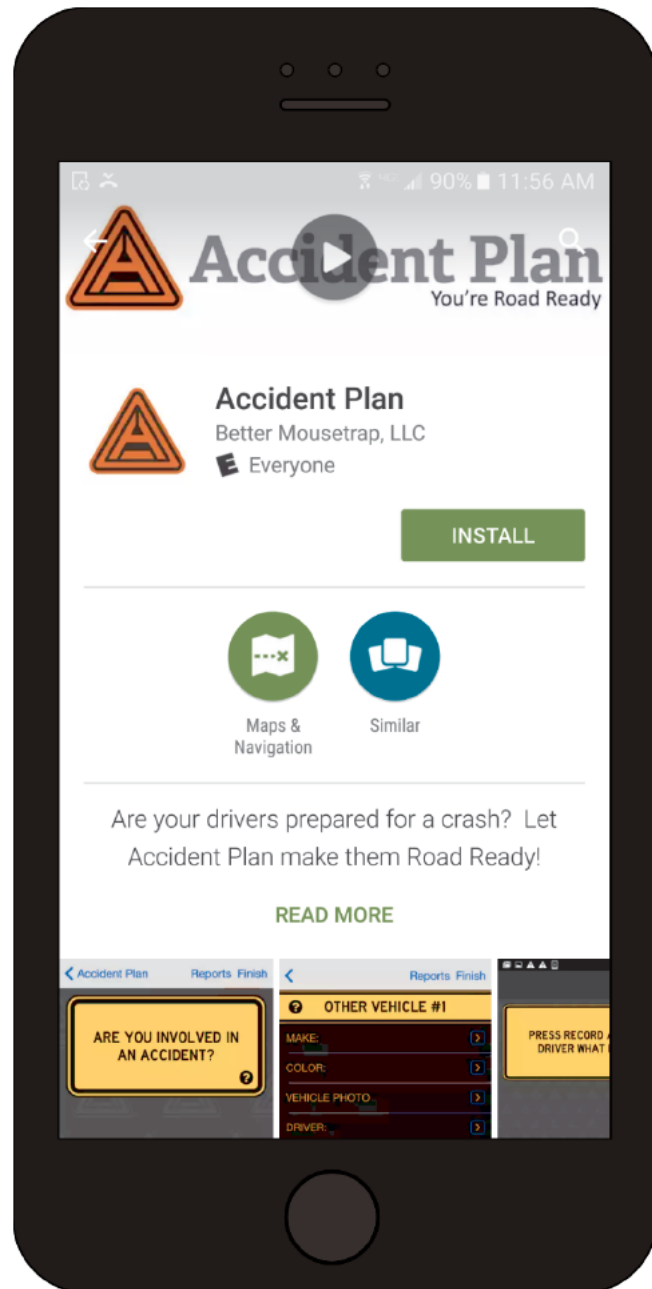 90% 11:56 AM
Accident Plan
You're Road Ready
Accident Plan
Better Mousetrap, LLC
E Everyone
INSTALL
Maps &
Navigation
Similar
Are your drivers prepared for a crash? Let
Accident Plan make them Road Ready!
READ MORE
Accident Plan Reports Finish
ARE YOU INVOLVED IN
AN ACCIDENT?
?
Reports Finish
? OTHER VEHICLE #1
MAKE:
COLOR:
VEHICLE PHOTO
DRIVER:
PRESS RECORD
DRIVER WHAT